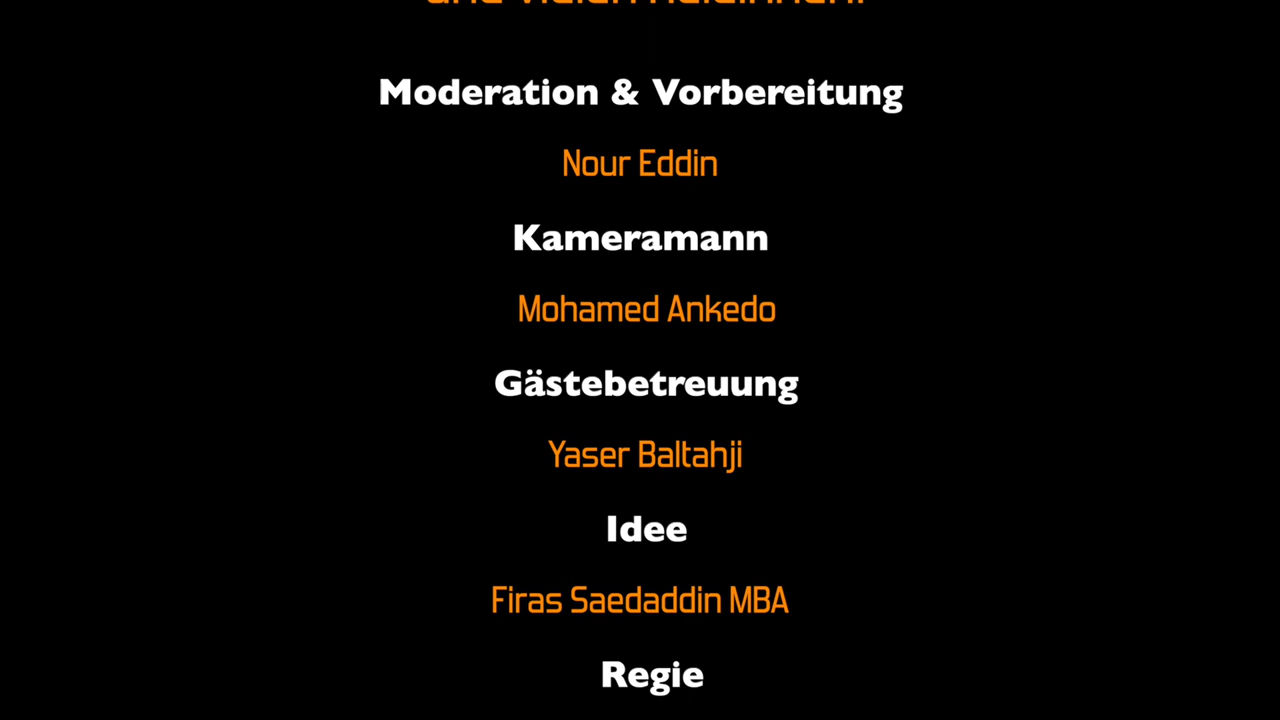 Moderation & Vorbereitung
Nour Eddin
Kameramann
Mohamed Ankedo
Gästebetreuung
Yaser Baltahji
Idee
Firas Saedaddin MBA
Regie